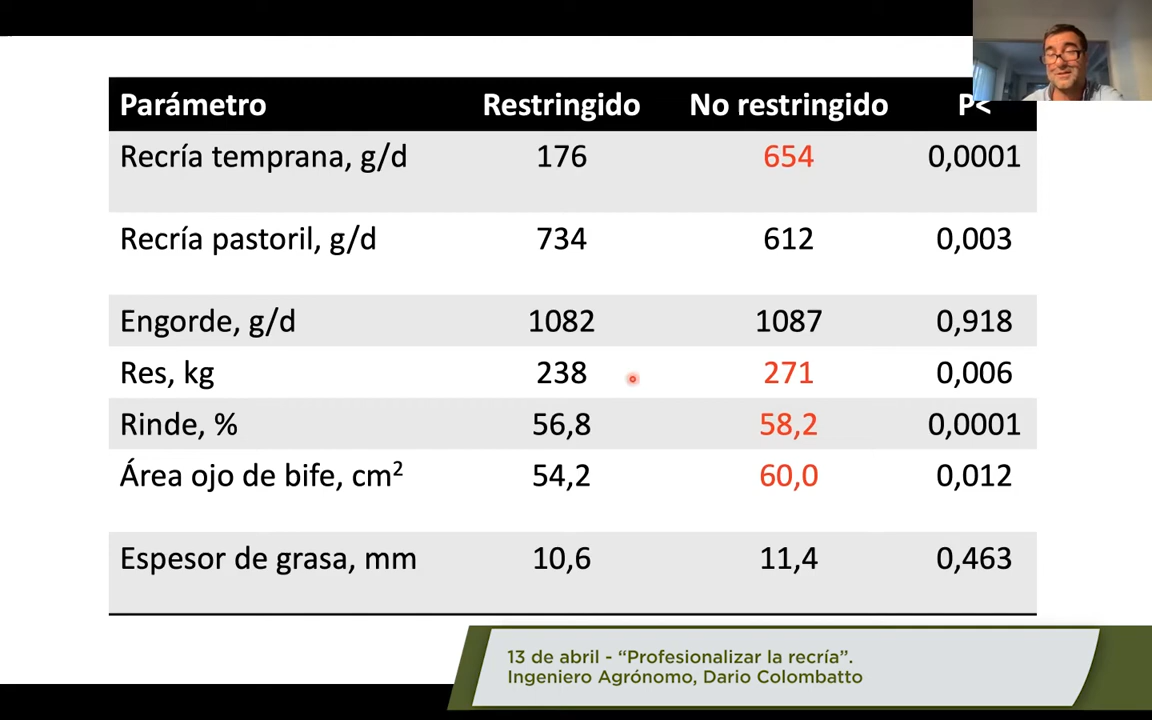 Parámetro Restringido No restringido P<
Recría temprana, g/d 176 654 0,0001
Recría pastoril, g/d 734 612 0,003
Engorde, g/d 1082 1087 0,918
Res, kg 238 271 0,006
Rinde, % 56,8 58,2 0,0001
Área ojo de bife, cm² 54,2 60,0 0,012
Espesor de grasa, mm 10,6 11,4 0,463
13 de abril - “Profesionalizar la recría”.
Ingeniero Agrónomo, Dario Colombatto